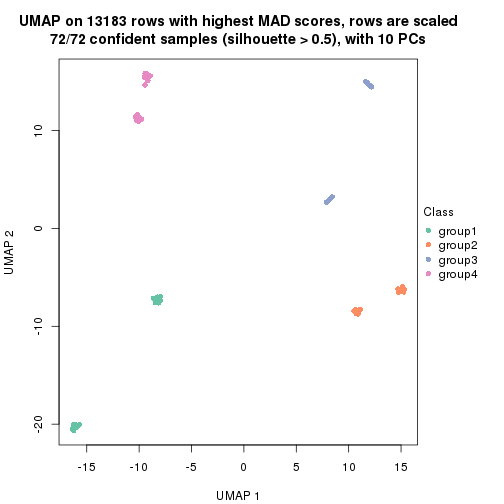 UMAP on 13183 rows with highest MAD scores, rows are scaled
72/72 confident samples (silhouette > 0.5), with 10 PCs
10
0
-10
-20
UMAP 2
-15
-10
-5
0
5
10
15
UMAP 1
Class
group1
group2
group3
group4